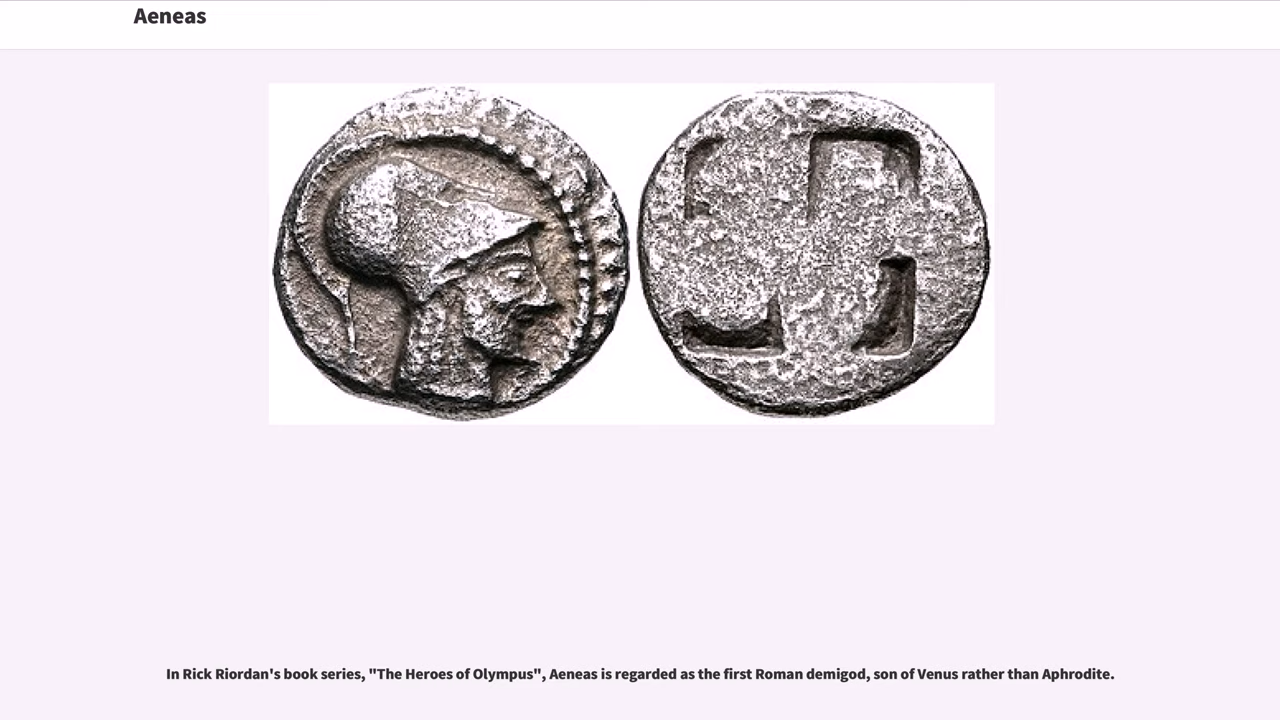 Aeneas
In Rick Riordan's book series, "The Heroes of Olympus", Aeneas is regarded as the first Roman demigod, son of Venus rather than Aphrodite.